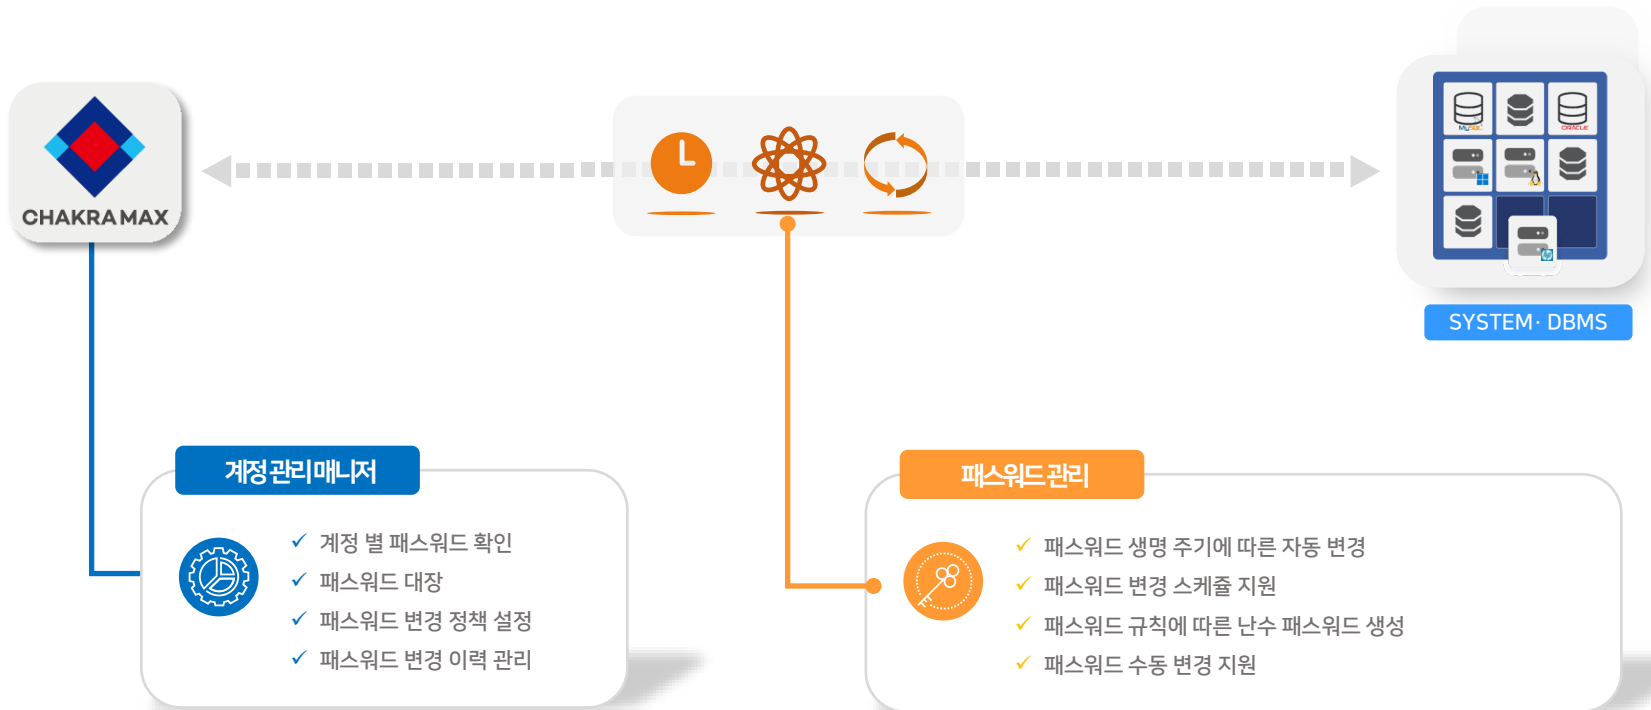 MySQL
ORACLE
CHAKRA MAX
SYSTEM· DBMS
계정 관리 매니저
계정 별 패스워드 확인
패스워드 대장
패스워드 변경 정책 설정
패스워드 변경 이력 관리
패스워드 관리
패스워드 생명 주기에 따른 자동 변경
패스워드 변경 스케쥴 지원
패스워드 규칙에 따른 난수 패스워드 생성
패스워드 수동 변경 지원